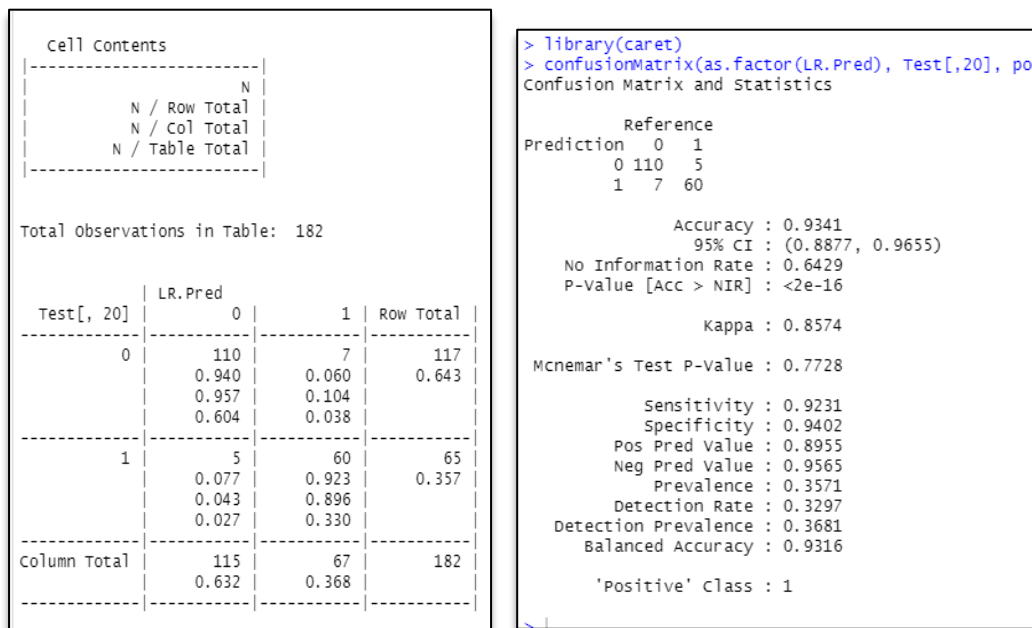 Cell Contents
|-------------------------|
|                       N |
|           N / Row Total |
|           N / Col Total |
|         N / Table Total |
|-------------------------|
Total Observations in Table:  182
             | LR.Pred
 Test[, 20] |         0 |         1 | Row Total |
-------------|-----------|-----------|-----------|
           0 |       110 |         7 |       117 |
             |     0.940 |     0.060 |     0.643 |
             |     0.957 |     0.104 |           |
             |     0.604 |     0.038 |           |
-------------|-----------|-----------|-----------|
           1 |         5 |        60 |        65 |
             |     0.077 |     0.923 |     0.357 |
             |     0.043 |     0.896 |           |
             |     0.027 |     0.330 |           |
-------------|-----------|-----------|-----------|
Column Total |       115 |        67 |       182 |
             |     0.632 |     0.368 |           |
-------------|-----------|-----------|-----------|
> library(caret)
> confusionMatrix(as.factor(LR.Pred), Test[,20], po
Confusion Matrix and Statistics
          Reference
Prediction   0   1
         0 110   5
         1   7  60
Accuracy : 0.9341
95% CI : (0.8877, 0.9655)
No Information Rate : 0.6429
P-Value [Acc > NIR] : <2e-16
Kappa : 0.8574
Mcnemar's Test P-Value : 0.7728
Sensitivity : 0.9231
Specificity : 0.9402
Pos Pred Value : 0.8955
Neg Pred Value : 0.9565
Prevalence : 0.3571
Detection Rate : 0.3297
Detection Prevalence : 0.3681
Balanced Accuracy : 0.9316
'Positive' Class : 1
>